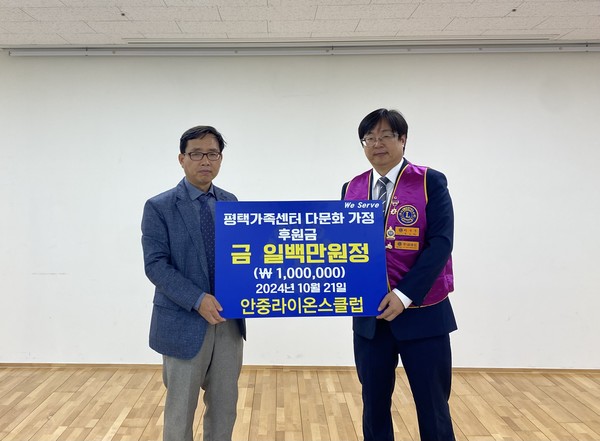 We Serve
평택가족센터 다문화 가정
후원금
금 일백만원정
(₩ 1,000,000)
2024년 10월 21일
안중라이온스클럽